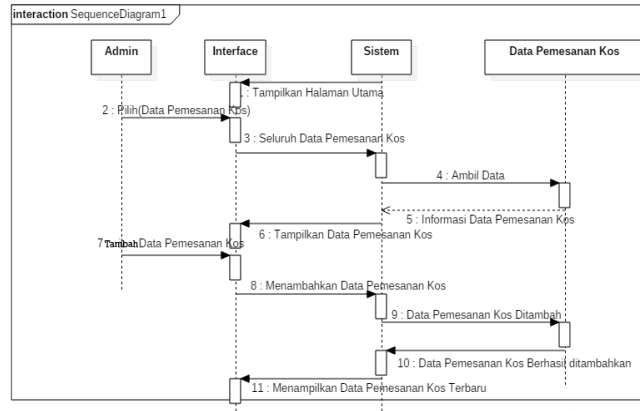 interaction SequenceDiagram1
Admin
Interface
Sistem
Data Pemesanan Kos
1 : Tampilkan Halaman Utama
2 : Pilih(Data Pemesanan Kos)
3 : Seluruh Data Pemesanan Kos
4 : Ambil Data
5 : Informasi Data Pemesanan Kos
6 : Tampilkan Data Pemesanan Kos
7 Tambah Data Pemesanan Kos
8 : Menambahkan Data Pemesanan Kos
9 : Data Pemesanan Kos Ditambah
10 : Data Pemesanan Kos Berhasil ditambahkan
11 : Menampilkan Data Pemesanan Kos Terbaru